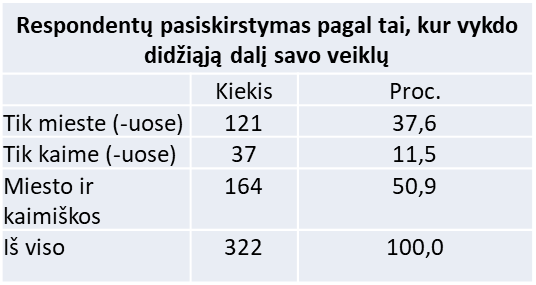 Respondentų pasiskirstymas pagal tai, kur vykdo
didžiąją dalį savo veiklų
Kiekis Proc.
Tik mieste (-uose) 121 37,6
Tik kaime (-uose) 37 11,5
Miesto ir 164 50,9
kaimiškos
Iš viso 322 100,0